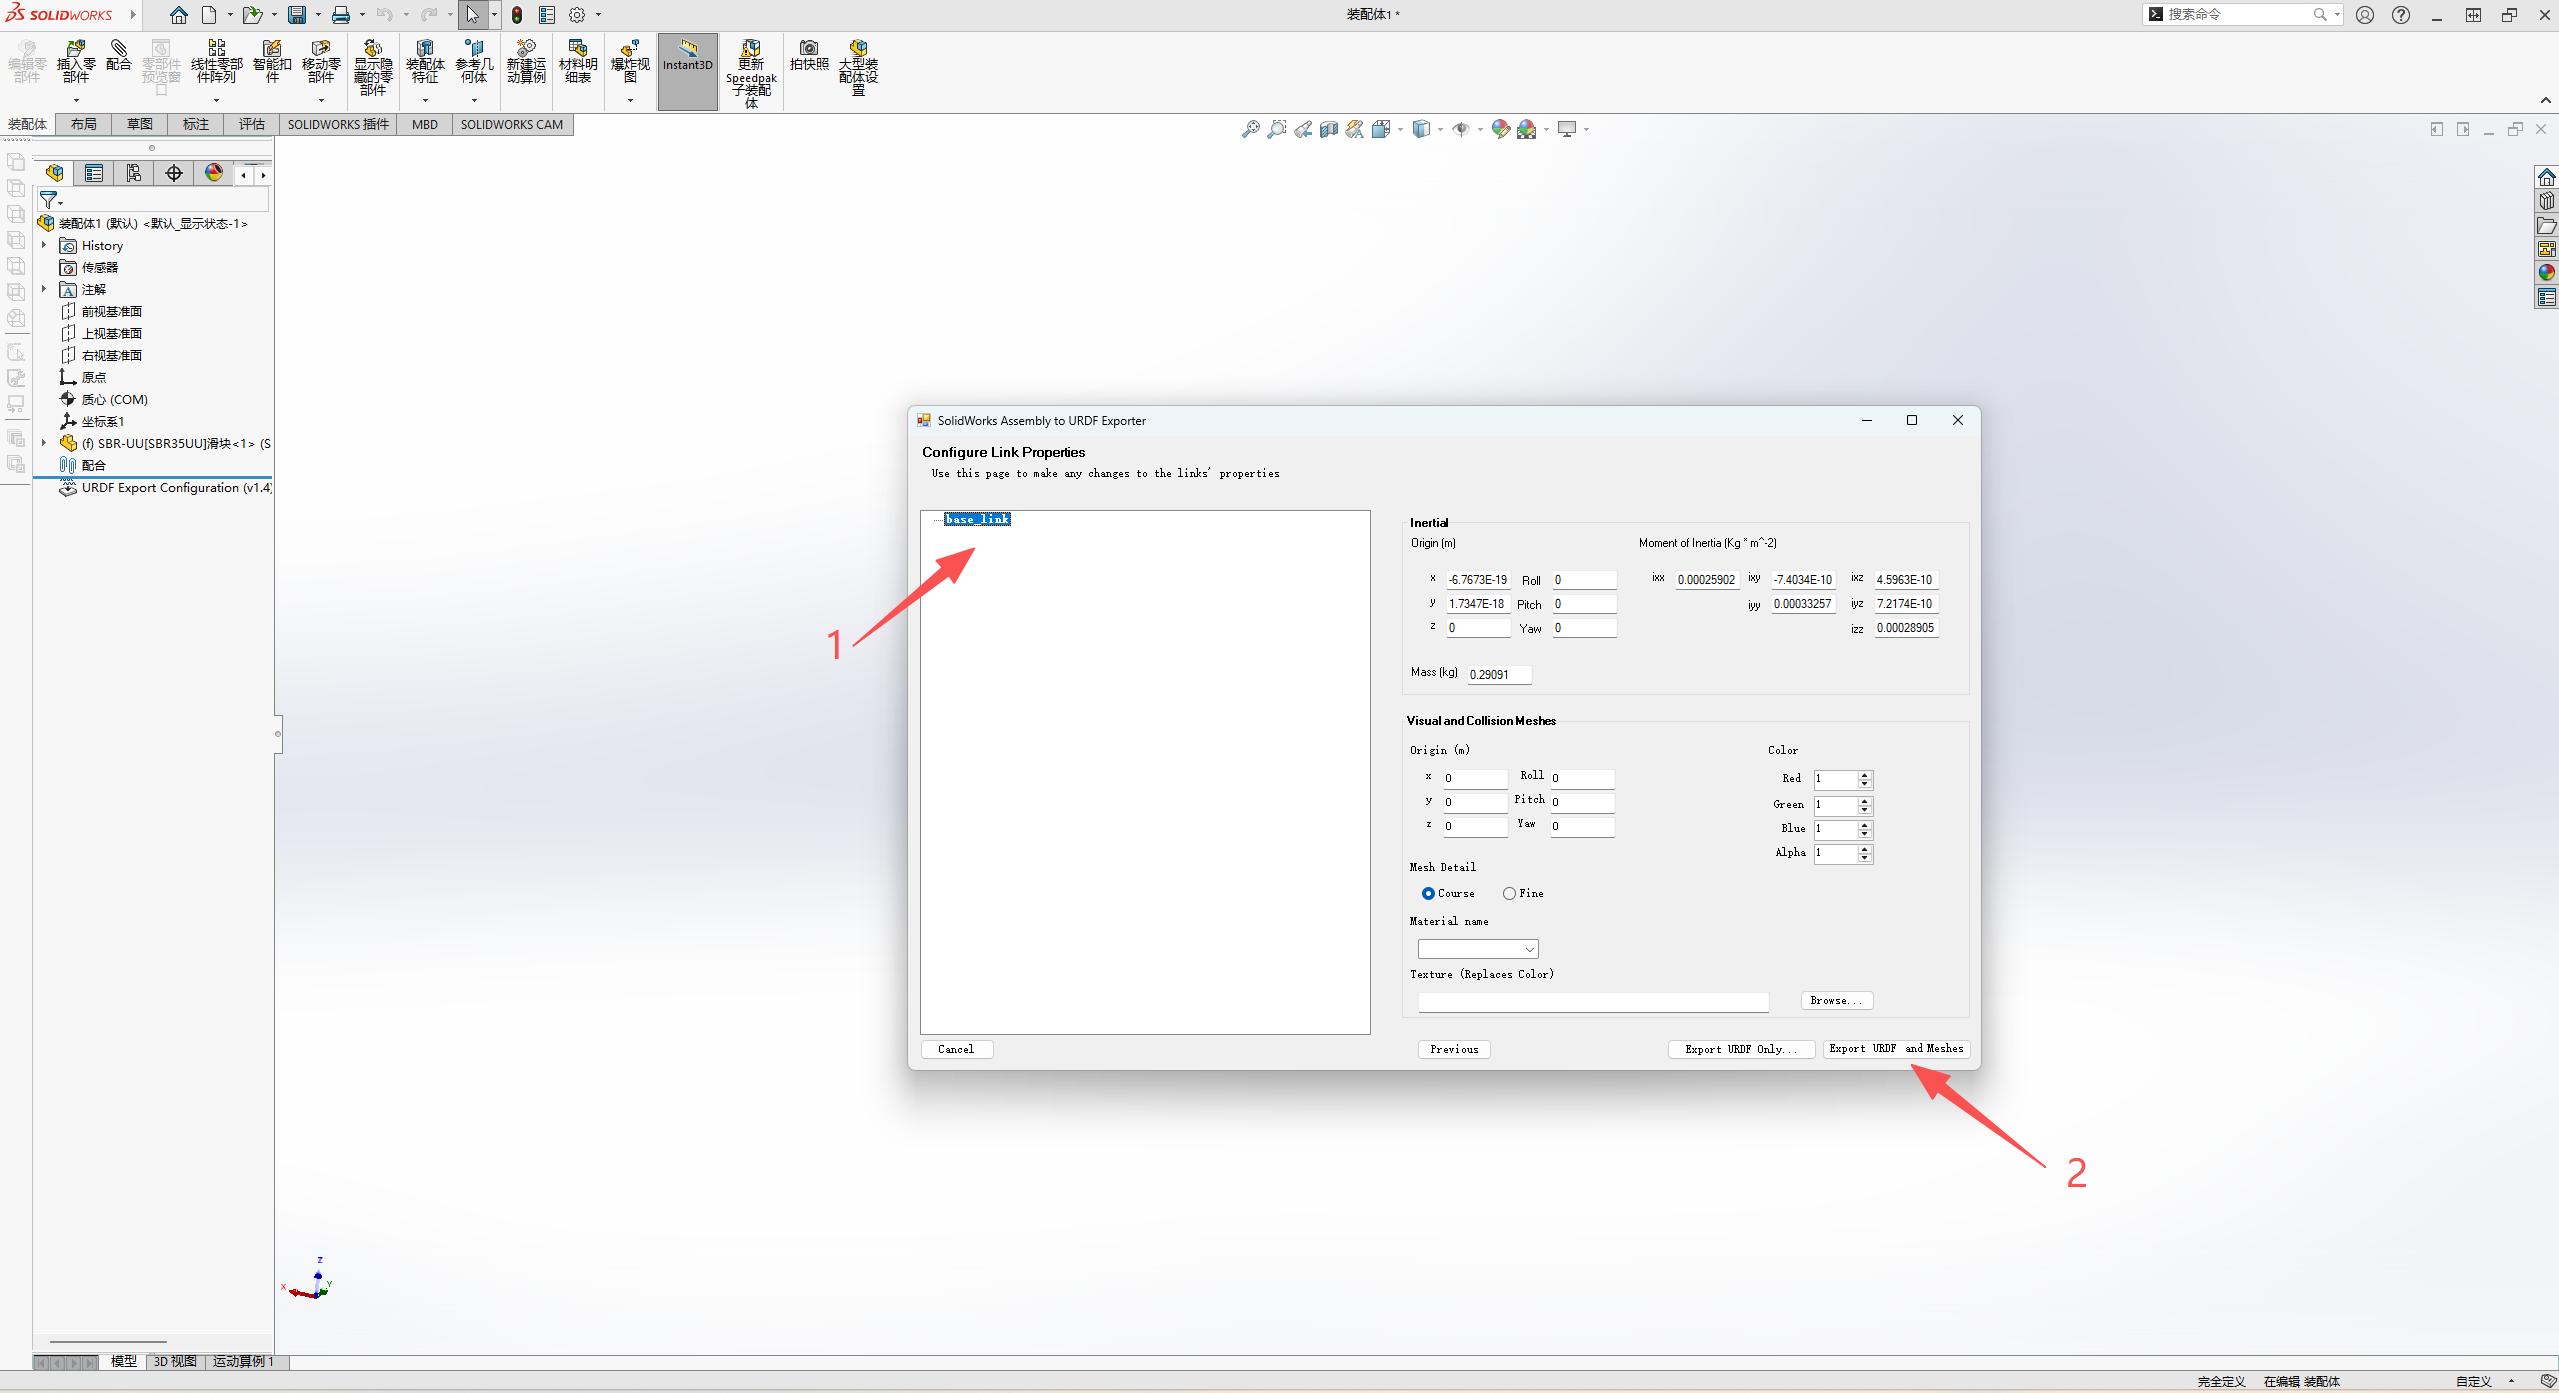 SOLIDWORKS
装配体1 *
搜索命令
编辑零部件
插入零部件
配合
零部件预览窗口
线性零部件阵列
智能扣件
移动零部件
显示隐藏的零部件
装配体特征
参考几何体
新建运动算例
材料明细表
爆炸视图
Instant3D
更新 Speedpak 子装配体
拍快照
大型装配体设置
装配体 布局 草图 标注 评估 SOLIDWORKS 插件 MBD SOLIDWORKS CAM
装配体1 (默认) <默认_显示状态-1>
History
传感器
注解
前视基准面
上视基准面
右视基准面
原点
质心 (COM)
坐标系1
(f) SBR-UU[SBR35UU]滑块<1> (S
配合
URDF Export Configuration (v1.4)
SolidWorks Assembly to URDF Exporter
Configure Link Properties
Use this page to make any changes to the links' properties
base_link
1
Inertial
Origin (m) Moment of Inertia (Kg * m^-2)
x -6.7673E-19 Roll 0 ixx 0.00025902 ixy -7.4034E-10 ixz 4.5963E-10
y 1.7347E-18 Pitch 0 iyy 0.00033257 iyz 7.2174E-10
z 0 Yaw 0 izz 0.00028905
Mass (kg) 0.29091
Visual and Collision Meshes
Origin (m) Color
x 0 Roll 0 Red 1
y 0 Pitch 0 Green 1
z 0 Yaw 0 Blue 1
Alpha 1
Mesh Detail
Course Fine
Material name
Texture (Replaces Color)
Browse...
Cancel Previous Export URDF Only... Export URDF and Meshes
2
Z
X Y
模型 3D 视图 运动算例 1
完全定义 在编辑 装配体 自定义